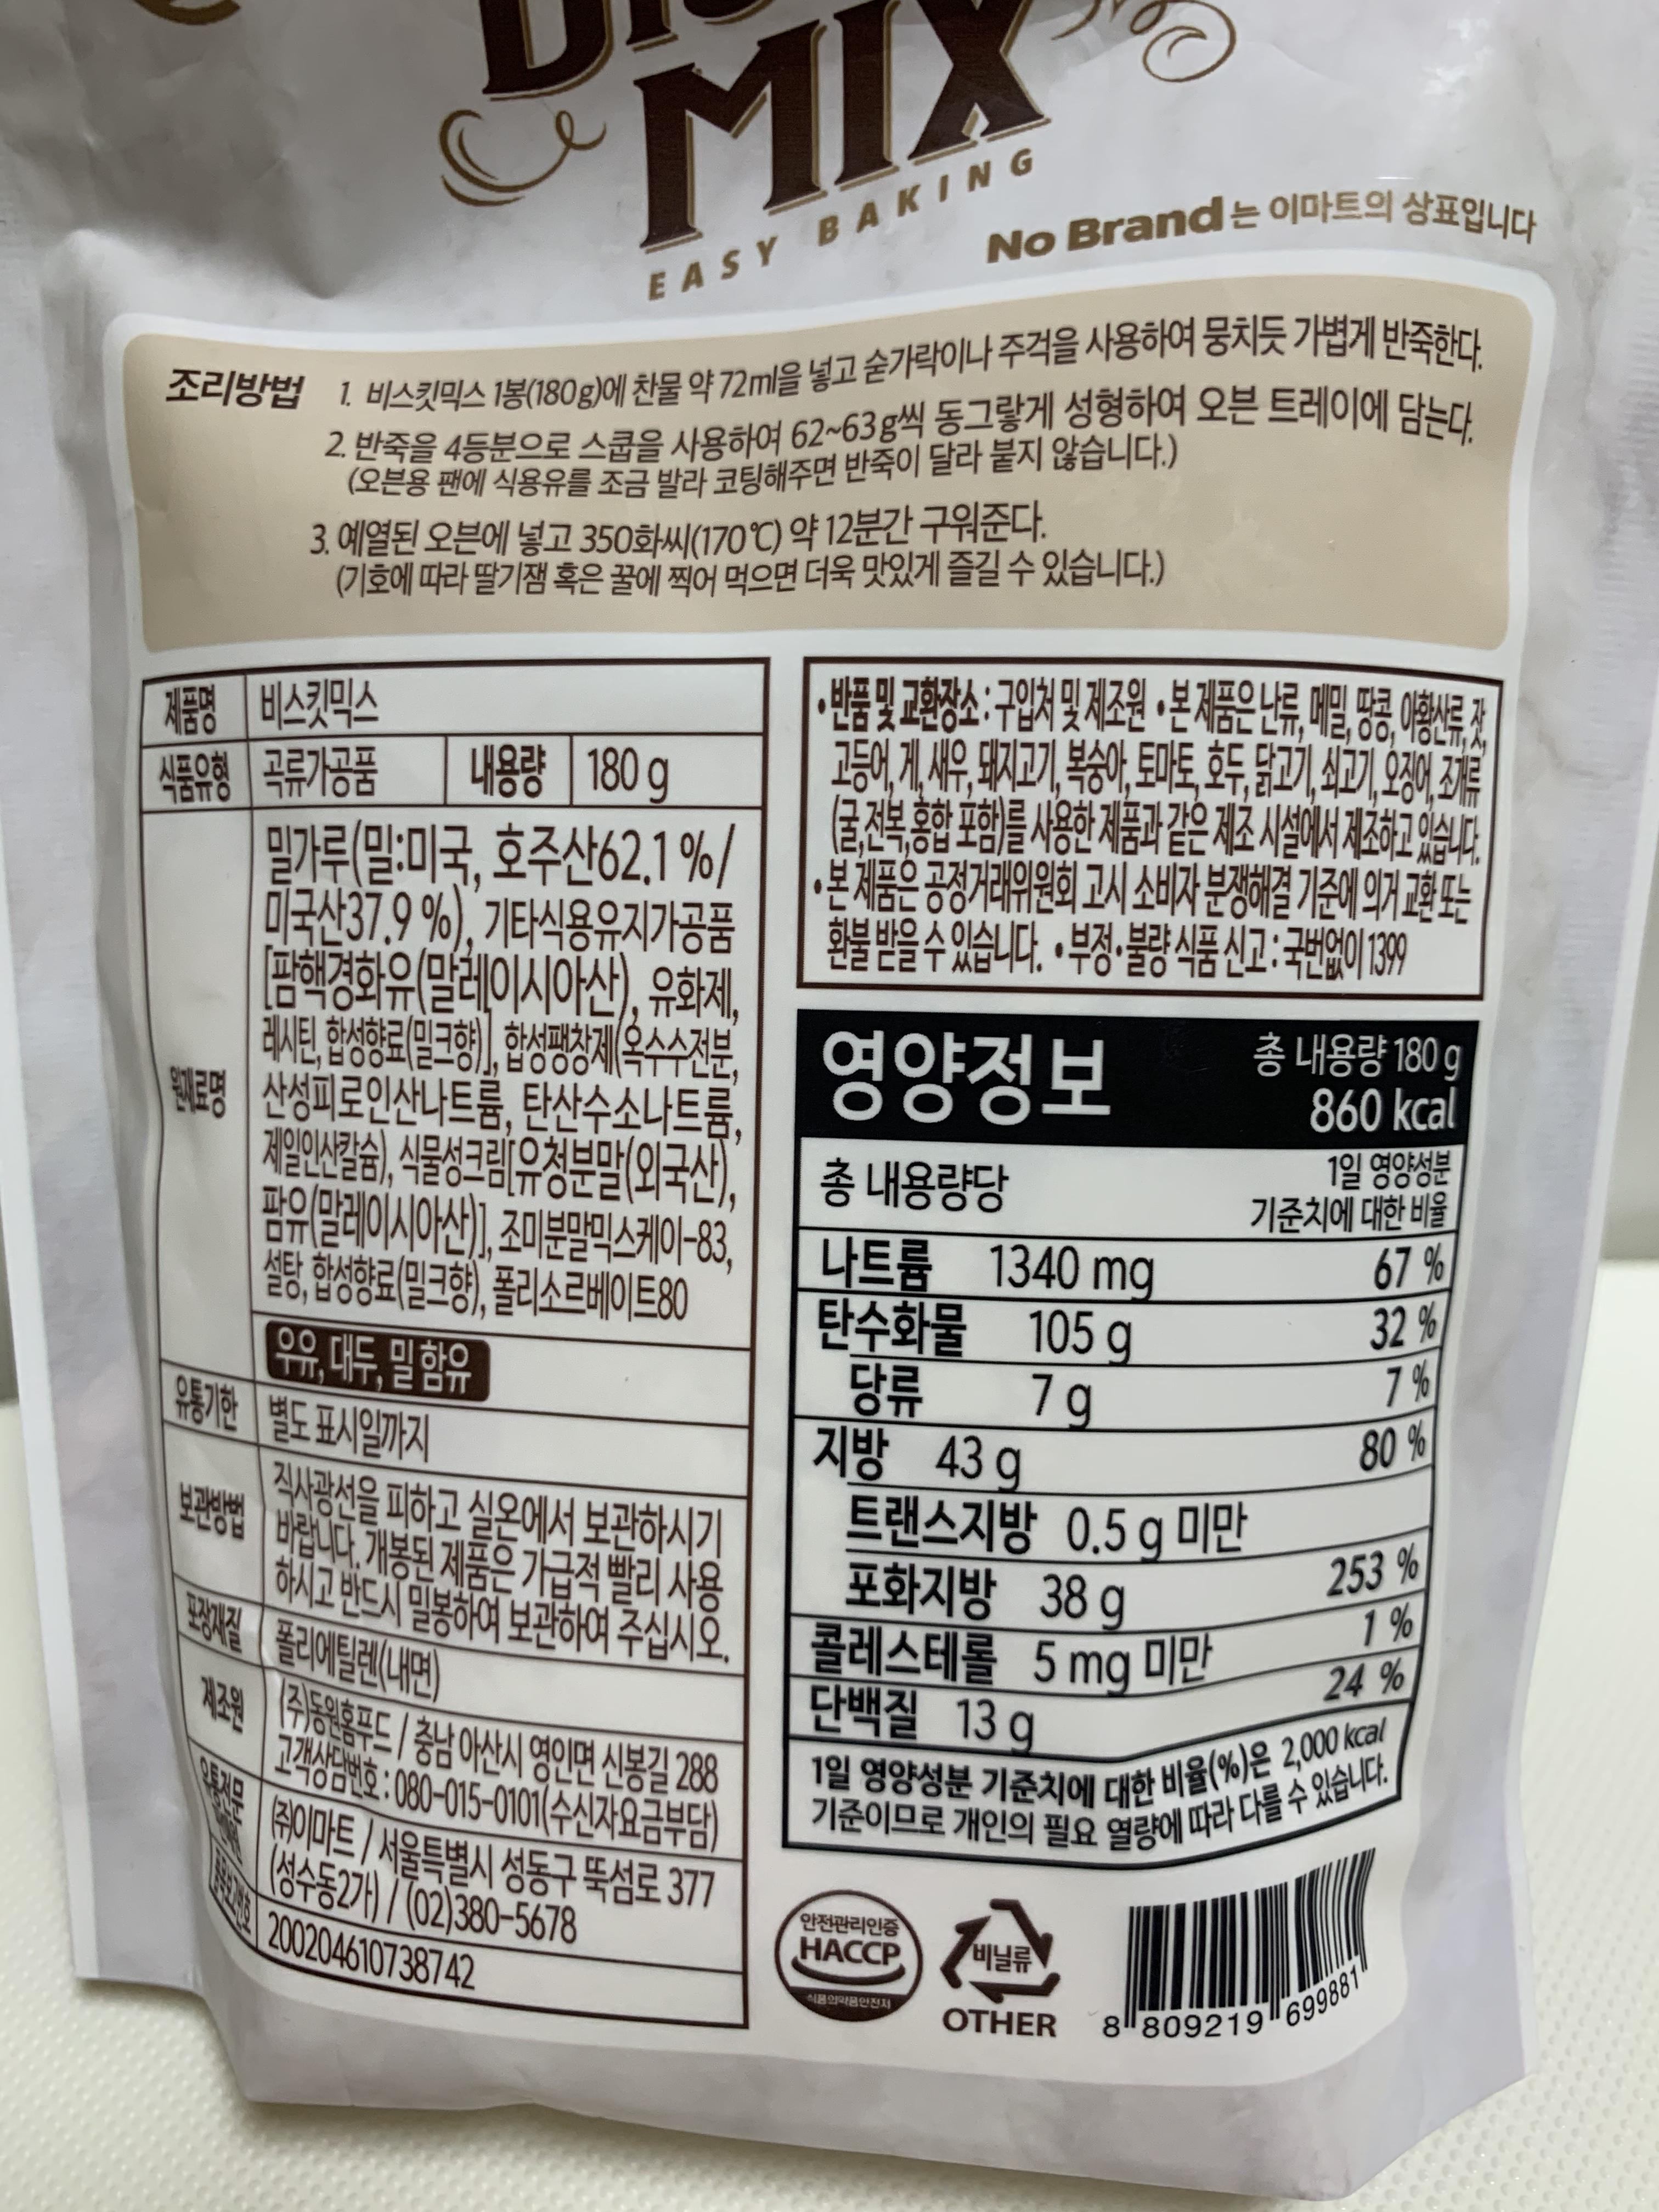 MIX
EASY BAKING
No Brand는 이마트의 상표입니다
조리방법 1. 비스킷믹스 1봉(180g)에 찬물 약 72ml을 넣고 숟가락이나 주걱을 사용하여 뭉치듯 가볍게 반죽한다.
2. 반죽을 4등분으로 스쿱을 사용하여 62~63g씩 동그랗게 성형하여 오븐 트레이에 담는다.
(오븐용 팬에 식용유를 조금 발라 코팅해주면 반죽이 달라 붙지 않습니다.)
3. 예열된 오븐에 넣고 350화씨(170℃) 약 12분간 구워준다.
(기호에 따라 딸기잼 혹은 꿀에 찍어 먹으면 더욱 맛있게 즐길 수 있습니다.)
제품명 비스킷믹스
식품유형 곡류가공품 내용량 180 g
원재료명
밀가루(밀:미국, 호주산62.1 %/
미국산37.9 %), 기타식용유지가공품
[팜핵경화유(말레이시아산), 유화제,
레시틴, 합성향료(밀크향)], 합성팽창제(옥수수전분,
산성피로인산나트륨, 탄산수소나트륨,
제일인산칼슘), 식물성크림[유청분말(외국산),
팜유(말레이시아산)], 조미분말믹스케이-83,
설탕, 합성향료(밀크향), 폴리소르베이트80
우유, 대두, 밀 함유
유통기한 별도 표시일까지
보관방법 직사광선을 피하고 실온에서 보관하시기
바랍니다. 개봉된 제품은 가급적 빨리 사용
하시고 반드시 밀봉하여 보관하여 주십시오.
포장재질 폴리에틸렌(내면)
제조원 (주)동원홈푸드 / 충남 아산시 영인면 신봉길 288
고객상담번호 : 080-015-0101(수신자요금부담)
유통전문
(주)이마트 / 서울특별시 성동구 뚝섬로 377
(성수동2가) / (02)380-5678
품목보고번호 200204610738742
•반품 및 교환장소 : 구입처 및 제조원 •본 제품은 난류, 메밀, 땅콩, 아황산류, 잣,
고등어, 게, 새우, 돼지고기, 복숭아, 토마토, 호두, 닭고기, 쇠고기, 오징어, 조개류
(굴,전복,홍합 포함)를 사용한 제품과 같은 제조 시설에서 제조하고 있습니다.
•본 제품은 공정거래위원회 고시 소비자 분쟁해결 기준에 의거 교환 또는
환불 받을 수 있습니다. •부정·불량 식품 신고 : 국번없이 1399
영양정보 총 내용량 180 g
860 kcal
총 내용량당 1일 영양성분
기준치에 대한 비율
나트륨 1340 mg 67 %
탄수화물 105 g 32 %
당류 7 g 7 %
지방 43 g 80 %
트랜스지방 0.5 g 미만
포화지방 38 g 253 %
콜레스테롤 5 mg 미만 1 %
단백질 13 g 24 %
1일 영양성분 기준치에 대한 비율(%)은 2,000 kcal
기준이므로 개인의 필요 열량에 따라 다를 수 있습니다.
안전관리인증
HACCP
식품의약품안전처
비닐류
OTHER
8 809219 699881